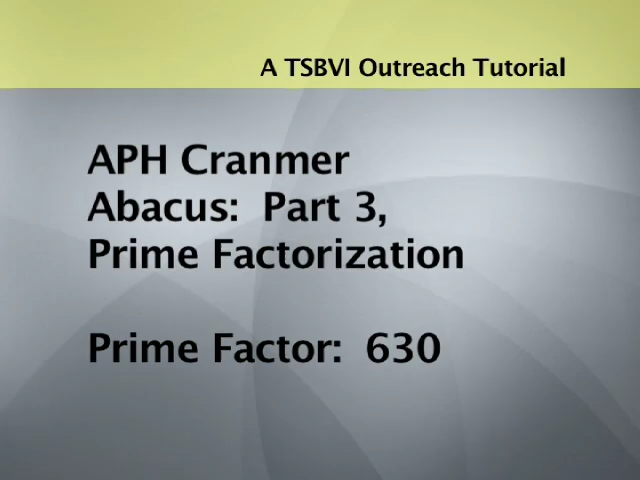 A TSBVI Outreach Tutorial
APH Cranmer
Abacus: Part 3,
Prime Factorization
Prime Factor: 630